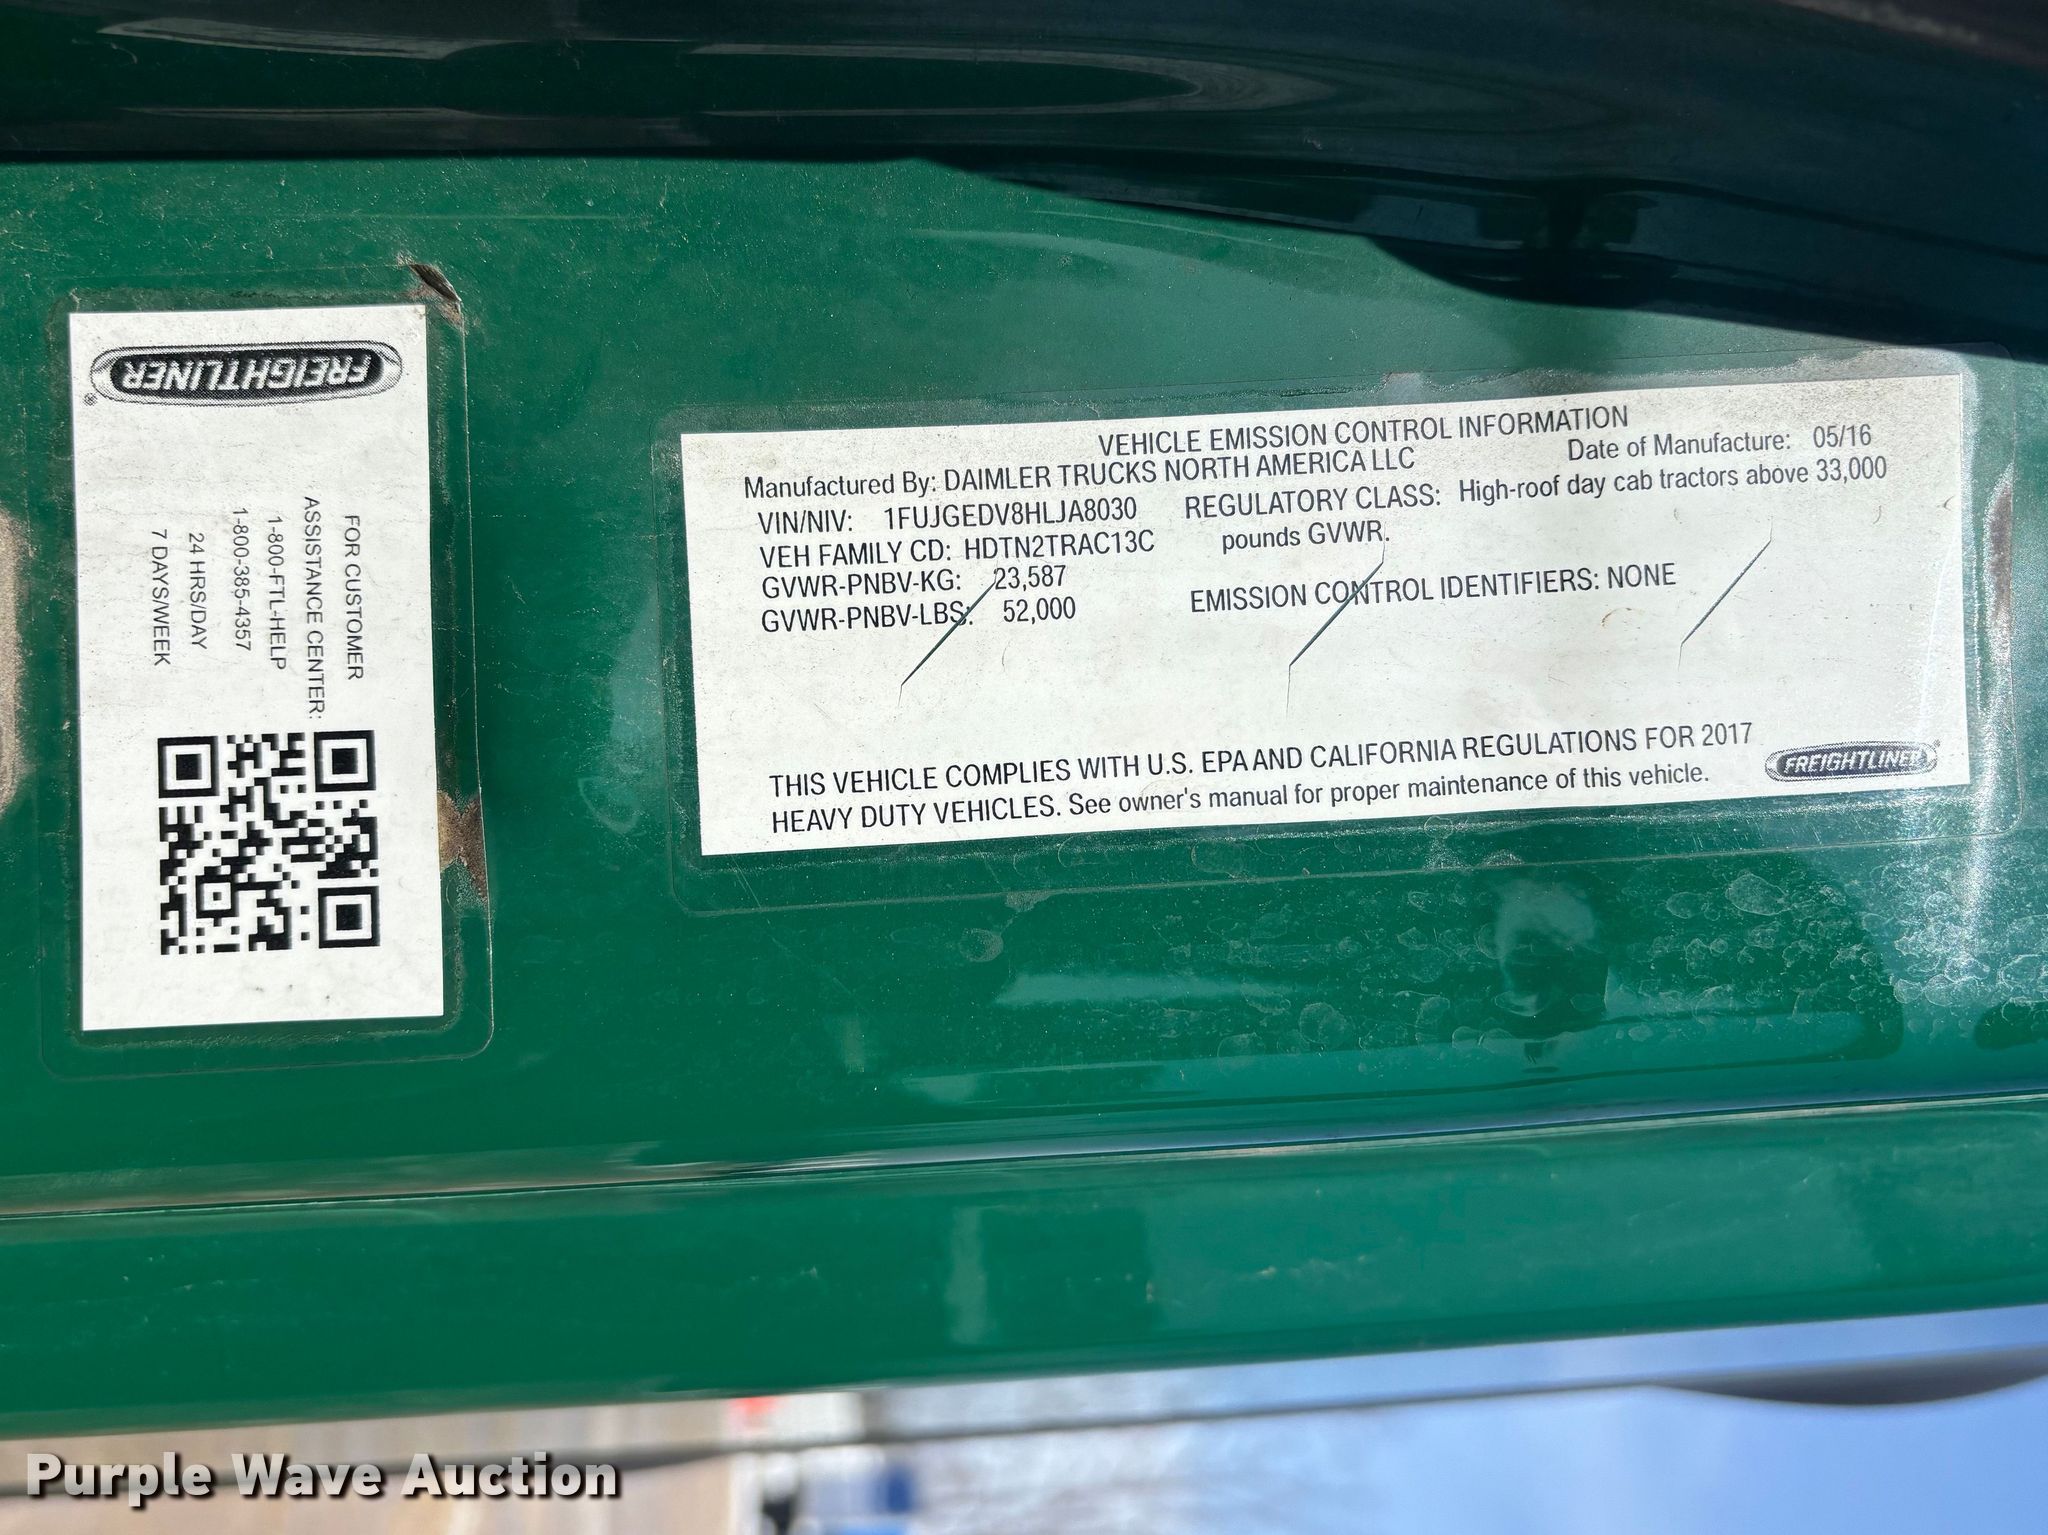 FREIGHTLINER
FOR CUSTOMER
ASSISTANCE CENTER:
1-800-FTL-HELP
1-800-385-4357
24 HRS/DAY
7 DAYS/WEEK
VEHICLE EMISSION CONTROL INFORMATION
Manufactured By: DAIMLER TRUCKS NORTH AMERICA LLC Date of Manufacture: 05/16
VIN/NIV: 1FUJGEDV8HLJA8030 REGULATORY CLASS: High-roof day cab tractors above 33,000
VEH FAMILY CD: HDTN2TRAC13C pounds GVWR.
GVWR-PNBV-KG: 23,587
GVWR-PNBV-LBS: 52,000 EMISSION CONTROL IDENTIFIERS: NONE
THIS VEHICLE COMPLIES WITH U.S. EPA AND CALIFORNIA REGULATIONS FOR 2017
HEAVY DUTY VEHICLES. See owner's manual for proper maintenance of this vehicle.
FREIGHTLINER
Purple Wave Auction